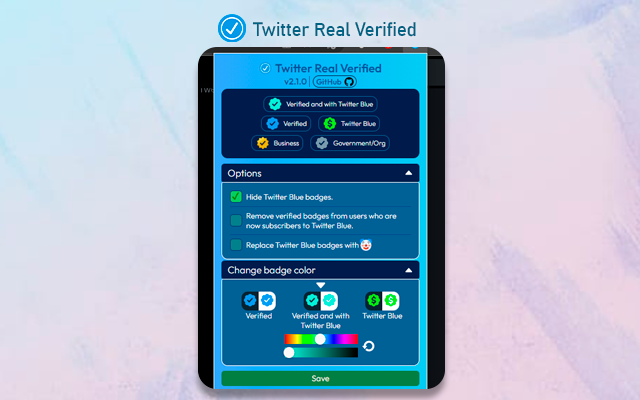 Twitter Real Verified
Twitter Real Verified
v2.1.0 GitHub
Verified and with Twitter Blue
Verified
Twitter Blue
Business
Government/Org
Options
Hide Twitter Blue badges.
Remove verified badges from users who are
now subscribers to Twitter Blue.
Replace Twitter Blue badges with 🤡
Change badge color
Verified
Verified and with
Twitter Blue
Twitter Blue
Save